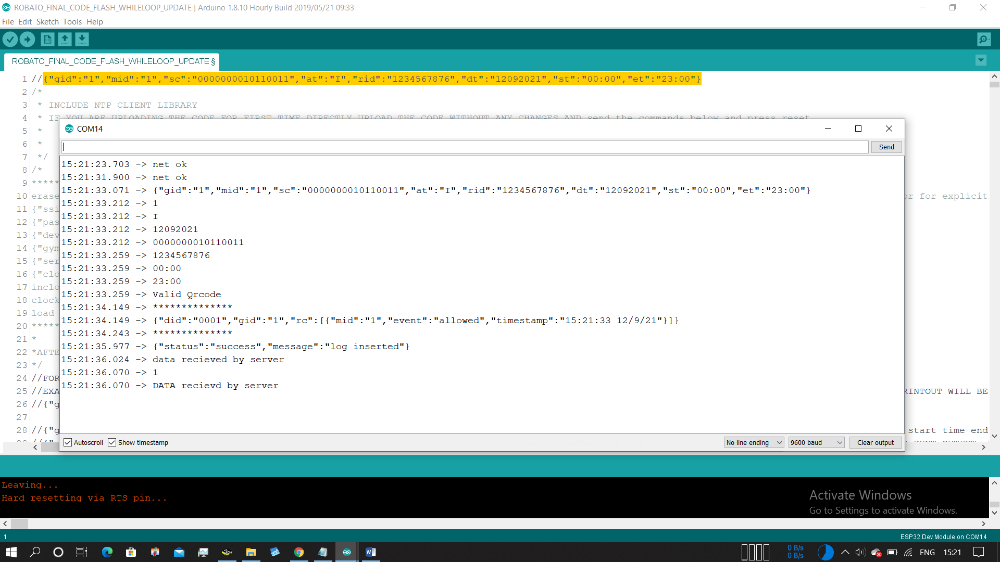 ROBATO_FINAL_CODE_FLASH_WHILELOOP_UPDATE | Arduino 1.8.10 Hourly Build 2019/05/21 09:33
File Edit Sketch Tools Help
ROBATO_FINAL_CODE_FLASH_WHILELOOP_UPDATE §
1 //{"gid":"1","mid":"1","sc":"0000000010110011","at":"I","rid":"1234567876","dt":"12092021","st":"00:00","et":"23:00"}
2 /*
3 * INCLUDE NTP CLIENT LIBRARY
4 * IF YOU ARE UPLOADING THE CODE FOR FIRST TIME DIRECTLY UPLOAD THE CODE WITHOUT ANY CHANGES AND send the commands below and press reset
5 *
6 *
7 */
8 /*
9 *****
10 erase
or for explicit
11 {"ssi
12 {"pas
13 {"dev
14 {"gym
15 {"ser
16 {"clo
17 inclo
18 clock
19 load
20 *****
21 *
22 *AFTE
23 */
24 //FOR
25 //EXA
RINTOUT WILL BE
26 //{"g
27
28 //{"g
start time end
COM14
Send
15:21:23.703 -> net ok
15:21:31.900 -> net ok
15:21:33.071 -> {"gid":"1","mid":"1","sc":"0000000010110011","at":"I","rid":"1234567876","dt":"12092021","st":"00:00","et":"23:00"}
15:21:33.212 -> 1
15:21:33.212 -> I
15:21:33.212 -> 12092021
15:21:33.212 -> 0000000010110011
15:21:33.259 -> 1234567876
15:21:33.259 -> 00:00
15:21:33.259 -> 23:00
15:21:33.259 -> Valid Qrcode
15:21:34.149 -> **************
15:21:34.149 -> {"did":"0001","gid":"1","rc":[{"mid":"1","event":"allowed","timestamp":"15:21:33 12/9/21"}]}
15:21:34.243 -> **************
15:21:35.977 -> {"status":"success","message":"log inserted"}
15:21:36.024 -> data recieved by server
15:21:36.070 -> 1
15:21:36.070 -> DATA recievd by server
Autoscroll Show timestamp
No line ending 9600 baud Clear output
Leaving...
Hard resetting via RTS pin...
Activate Windows
Go to Settings to activate Windows.
1
ESP32 Dev Module on COM14
0 B/s
0 B/s
ENG 15:21